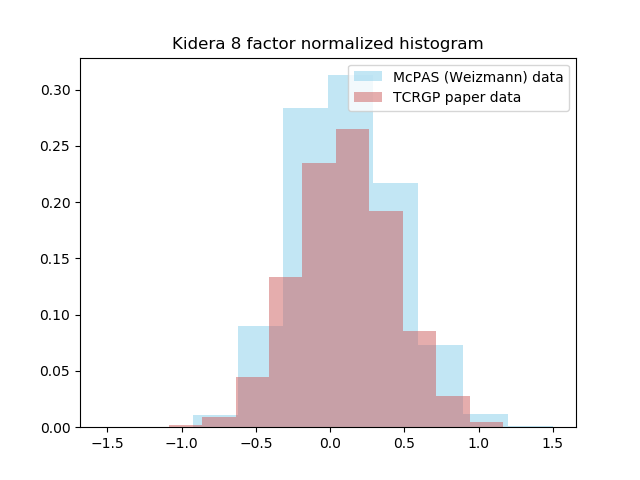 Kidera 8 factor normalized histogram
McPAS (Weizmann) data
TCRGP paper data
0.30
0.25
0.20
0.15
0.10
0.05
0.00
−1.5 −1.0 −0.5 0.0 0.5 1.0 1.5